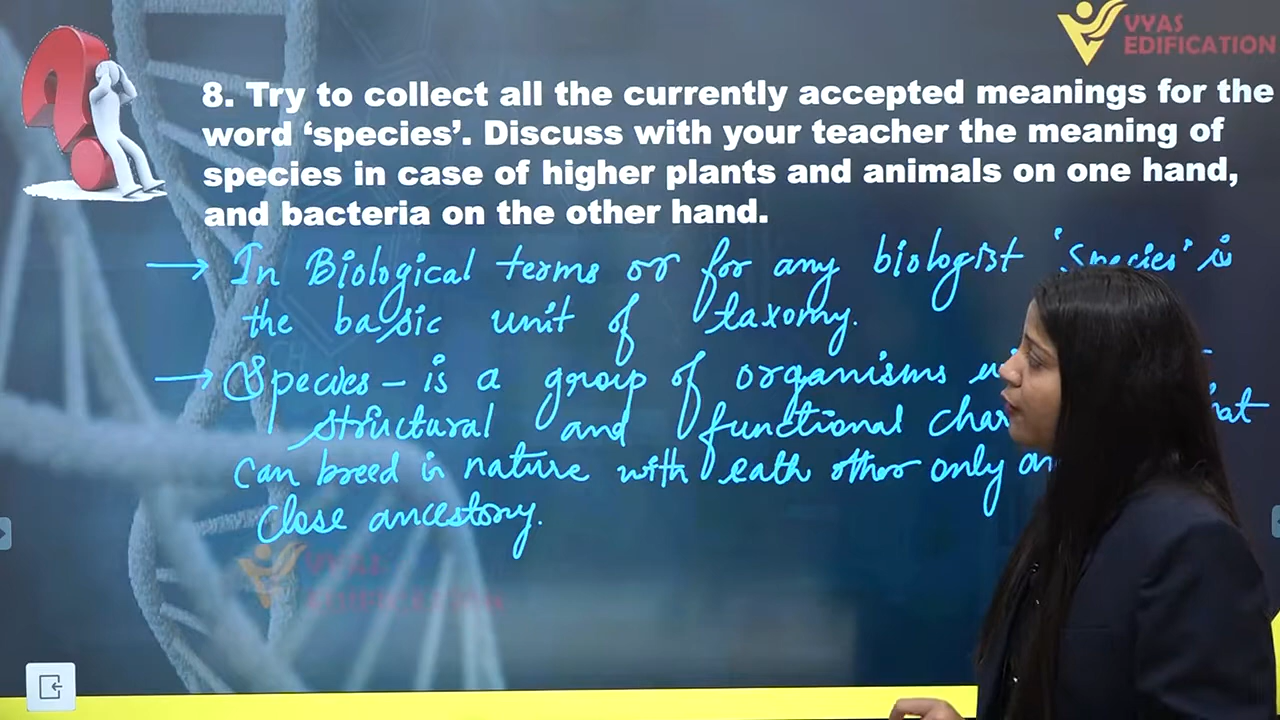 VYAS
EDIFICATION
8. Try to collect all the currently accepted meanings for the
word ‘species’. Discuss with your teacher the meaning of
species in case of higher plants and animals on one hand,
and bacteria on the other hand.
→ In Biological terms or for any biologist 'species' is
the basic unit of taxomy.
→ Species - is a group of organisms
structural and functional
can breed in nature with eath other only
close ancestory.
VYAS
EDIFICATION